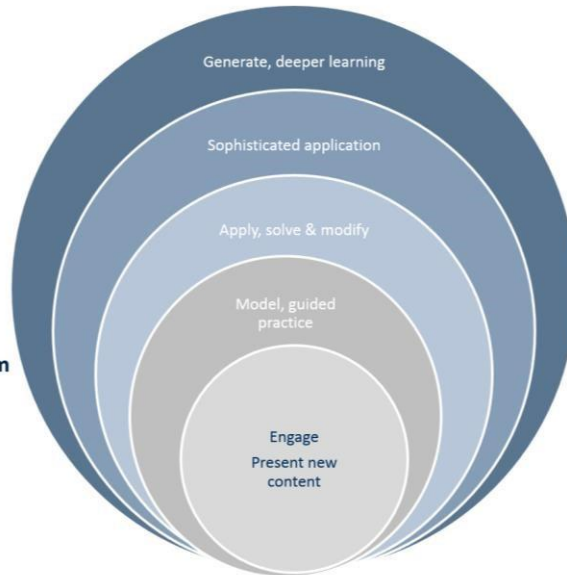 Generate, deeper learning
Sophisticated application
Apply, solve & modify
Model, guided
practice
Engage
Present new
content